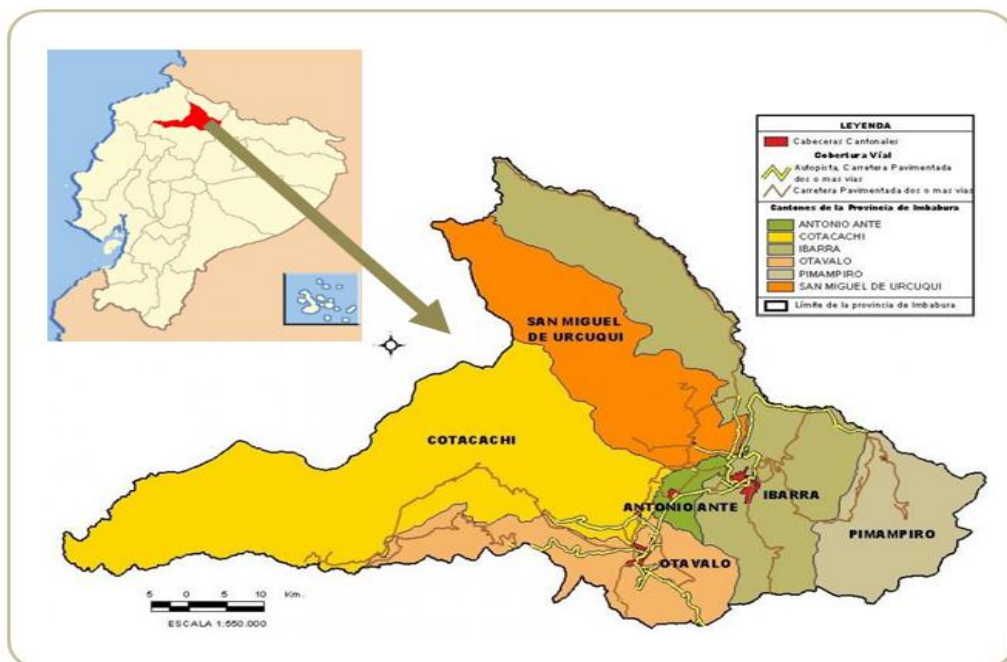 LEYENDA
Cabeceras Cantonales
Cobertura Víal
Autopista, Carretera Pavimentada
dos o mas vias
Carretera Pavimentada dos o mas vias
Cantones de la Provincia de Imbabura
ANTONIO ANTE
COTACACHI
IBARRA
OTAVALO
PIMAMPIRO
SAN MIGUEL DE URCUQUI
Límite de la provincia de Imbabura
SAN MIGUEL
DE URCUQUI
COTACACHI
ANTONIO ANTE
IBARRA
PIMAMPIRO
OTAVALO
5 0 5 10 Km.
ESCALA 1:550.000